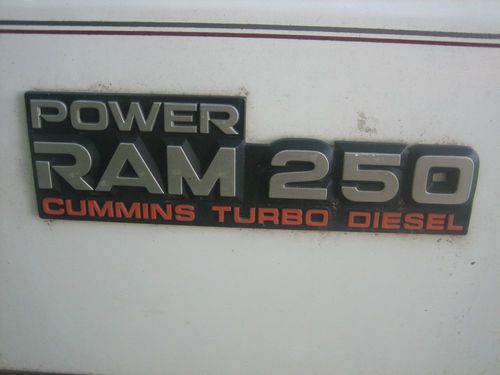 POWER
RAM 250
CUMMINS TURBO DIESEL